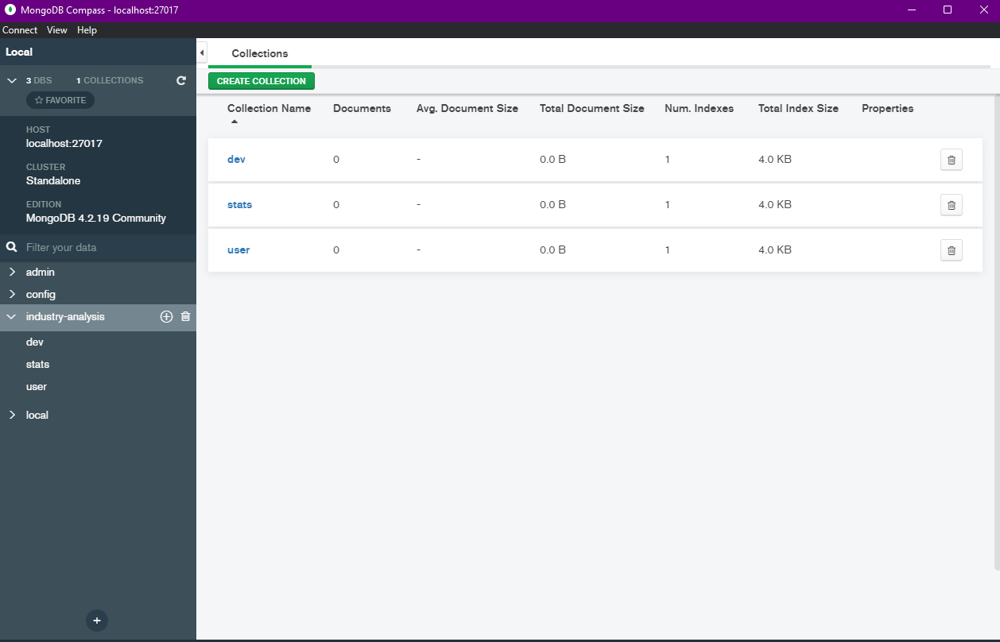 MongoDB Compass - localhost:27017
Connect View Help
Local
3 DBS 1 COLLECTIONS
FAVORITE
HOST
localhost:27017
CLUSTER
Standalone
EDITION
MongoDB 4.2.19 Community
Filter your data
admin
config
industry-analysis
dev
stats
user
local
Collections
CREATE COLLECTION
Collection Name Documents Avg. Document Size Total Document Size Num. Indexes Total Index Size Properties
dev 0 - 0.0 B 1 4.0 KB
stats 0 - 0.0 B 1 4.0 KB
user 0 - 0.0 B 1 4.0 KB